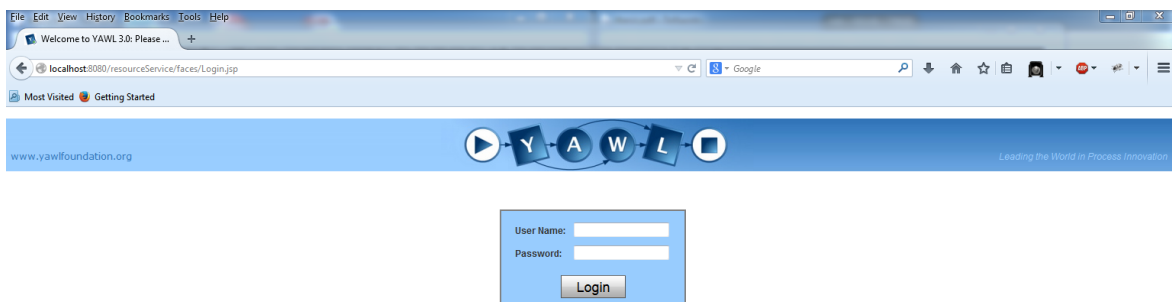 File Edit View History Bookmarks Tools Help
Welcome to YAWL 3.0: Please ... +
localhost:8080/resourceService/faces/Login.jsp Google
Most Visited Getting Started
YAWL
www.yawlfoundation.org Leading the World in Process Innovation
User Name:
Password:
Login